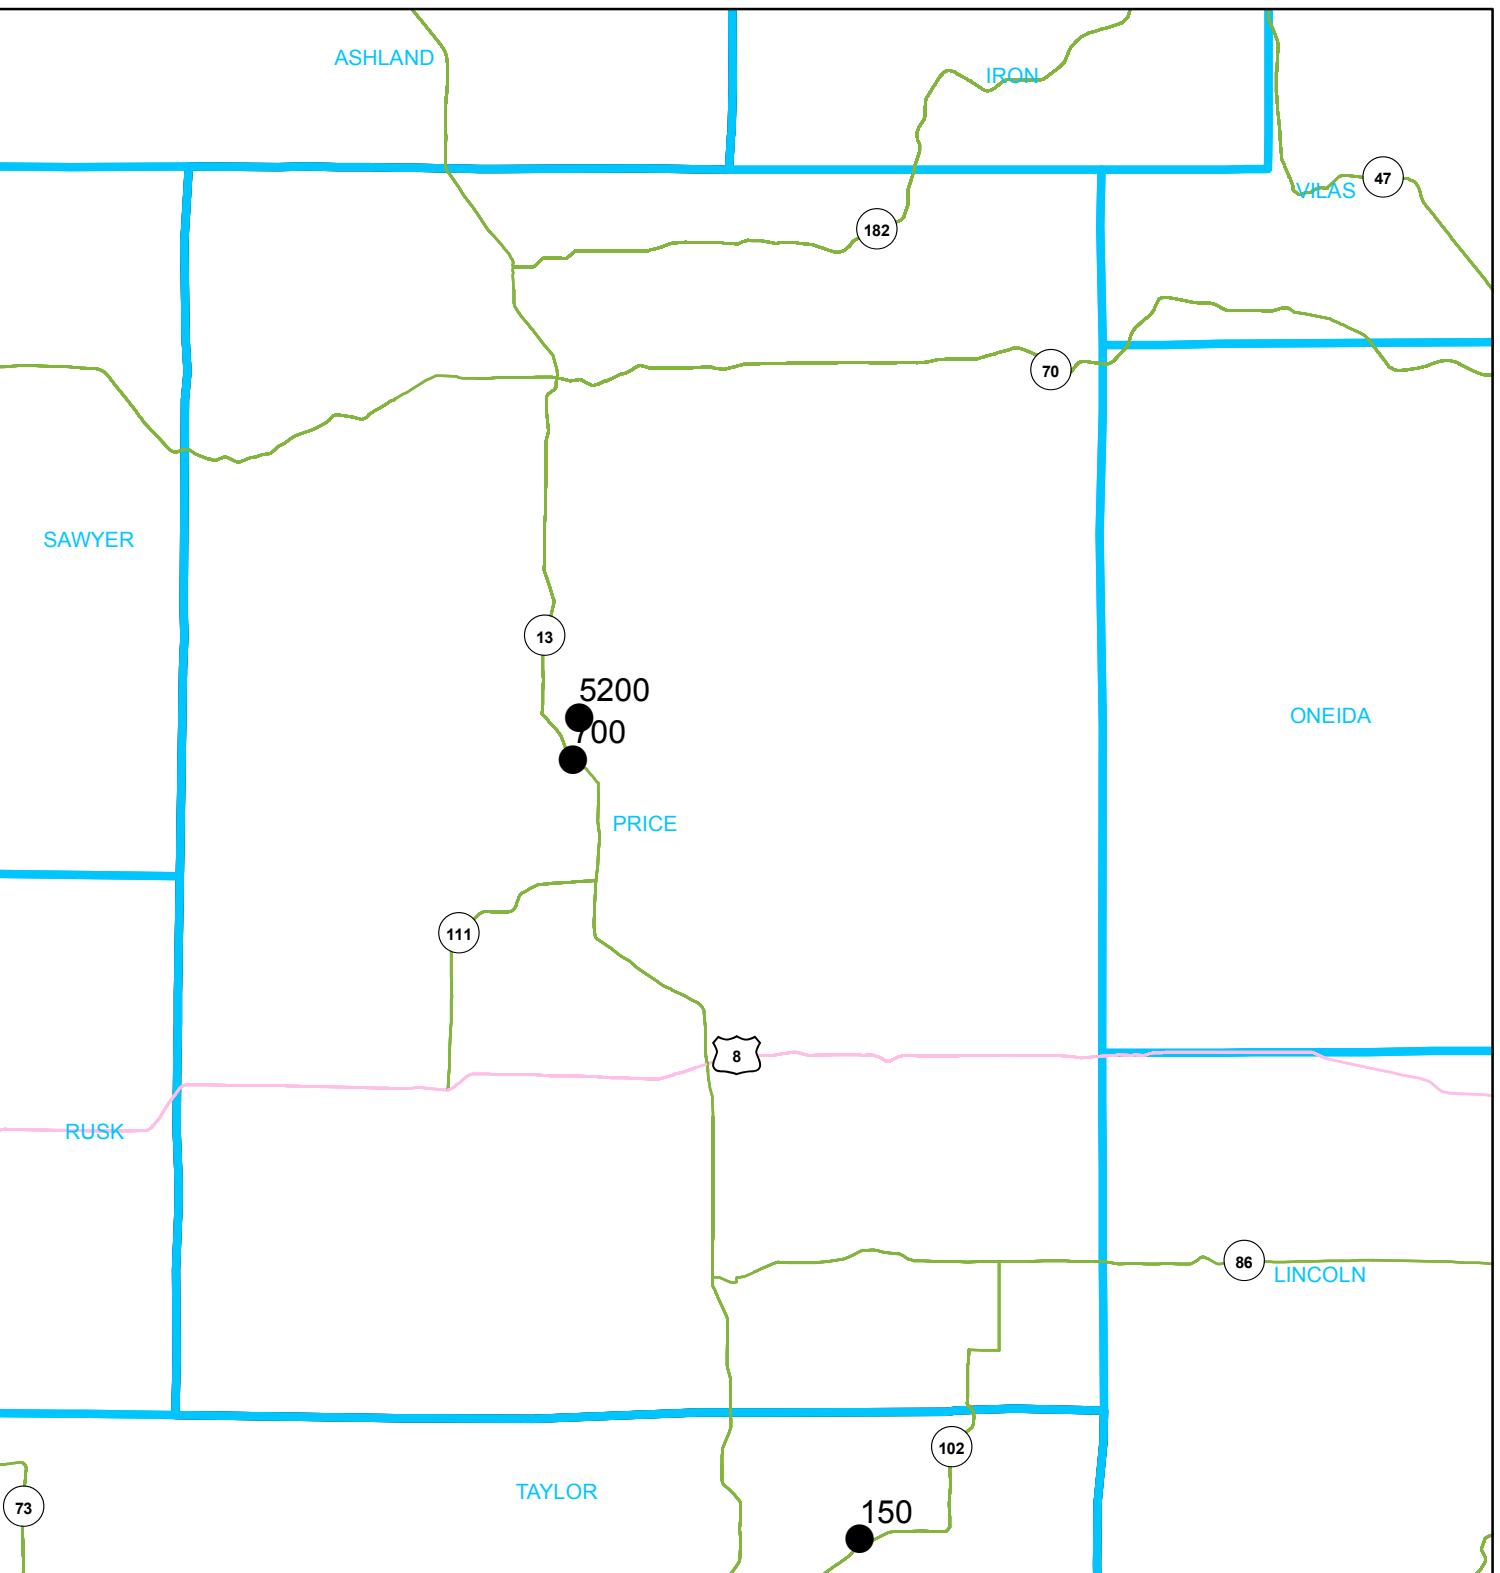 ASHLAND
IRON
47
VILAS
182
70
SAWYER
13
5200
700
ONEIDA
PRICE
111
8
RUSK
86
LINCOLN
102
TAYLOR
73
150